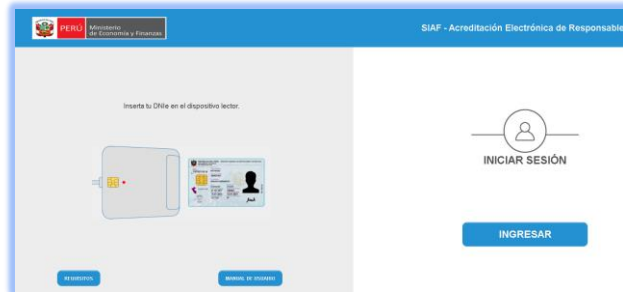 PERÚ
Ministerio
de Economía y Finanzas
SIAF - Acreditación Electrónica de Responsable
Inserta tu DNIe en el dispositivo lector.
INICIAR SESIÓN
INGRESAR
REQUISITOS
MANUAL DE USUARIO